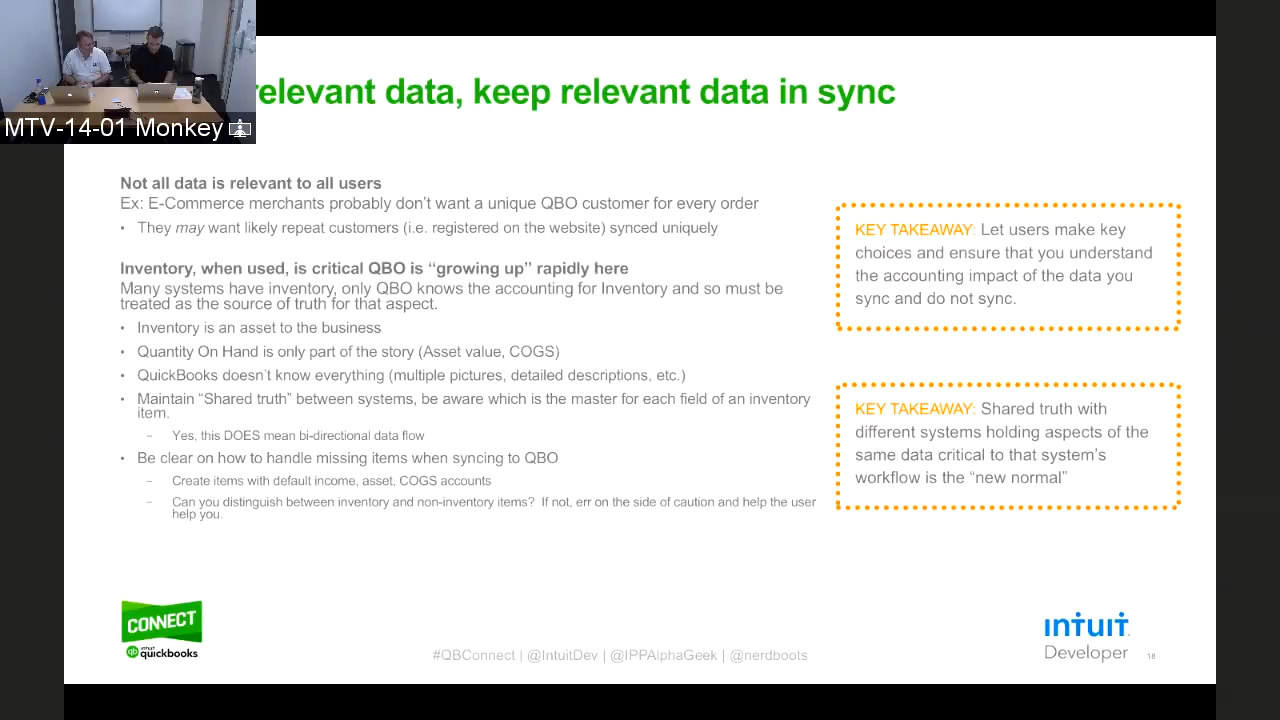 relevant data, keep relevant data in sync
MTV-14-01 Monkey
Not all data is relevant to all users
Ex: E-Commerce merchants probably don't want a unique QBO customer for every order
• They may want likely repeat customers (i.e. registered on the website) synced uniquely
Inventory, when used, is critical QBO is “growing up” rapidly here
Many systems have inventory, only QBO knows the accounting for Inventory and so must be
treated as the source of truth for that aspect.
• Inventory is an asset to the business
• Quantity On Hand is only part of the story (Asset value, COGS)
• QuickBooks doesn't know everything (multiple pictures, detailed descriptions, etc.)
• Maintain “Shared truth” between systems, be aware which is the master for each field of an inventory
item.
– Yes, this DOES mean bi-directional data flow
• Be clear on how to handle missing items when syncing to QBO
– Create items with default income, asset, COGS accounts
– Can you distinguish between inventory and non-inventory items? If not, err on the side of caution and help the user
help you.
KEY TAKEAWAY: Let users make key
choices and ensure that you understand
the accounting impact of the data you
sync and do not sync.
KEY TAKEAWAY: Shared truth with
different systems holding aspects of the
same data critical to that system's
workflow is the “new normal”
CONNECT
qb intuit quickbooks
#QBConnect | @IntuitDev | @IPPAlphaGeek | @nerdboots
intuit
Developer
18